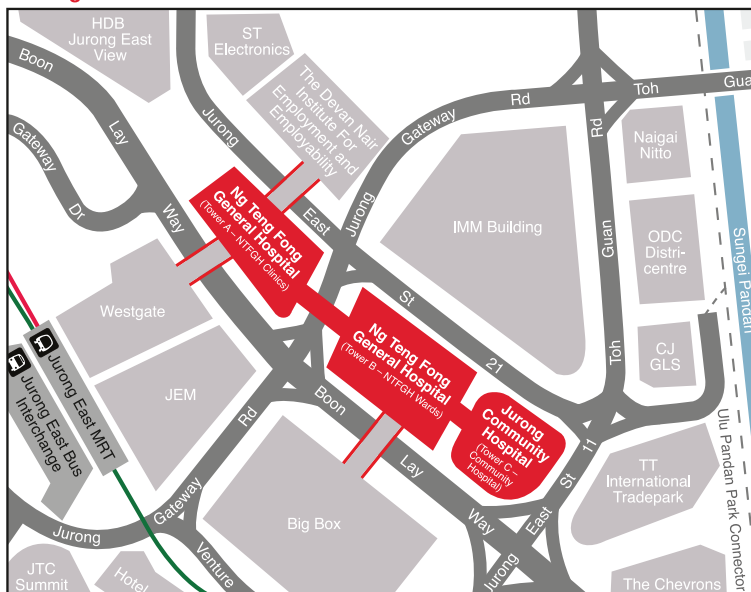 HDB
Jurong East
View
ST
Electronics
The Devan Nair
Institute For
Employment and
Employability
Boon
Lay
Way
Gateway
Dr
Jurong
East
St
21
Jurong
Gateway
Rd
Toh
Gua
Rd
Guan
Toh
Naigai
Nitto
ODC
Distri-
centre
CJ
GLS
Sungei Pandan
Ulu Pandan Park Connector
IMM Building
Ng Teng Fong
General Hospital
(Tower A – NTFGH Clinics)
Ng Teng Fong
General Hospital
(Tower B – NTFGH Wards)
Jurong
Community
Hospital
(Tower C –
Community
Hospital)
Westgate
JEM
Jurong East MRT
Jurong East Bus
Interchange
Boon
Lay
Way
Big Box
Jurong
Gateway
Rd
Venture
JTC
Summit
Hotel
Jurong
East
St
11
TT
International
Tradepark
The Chevrons